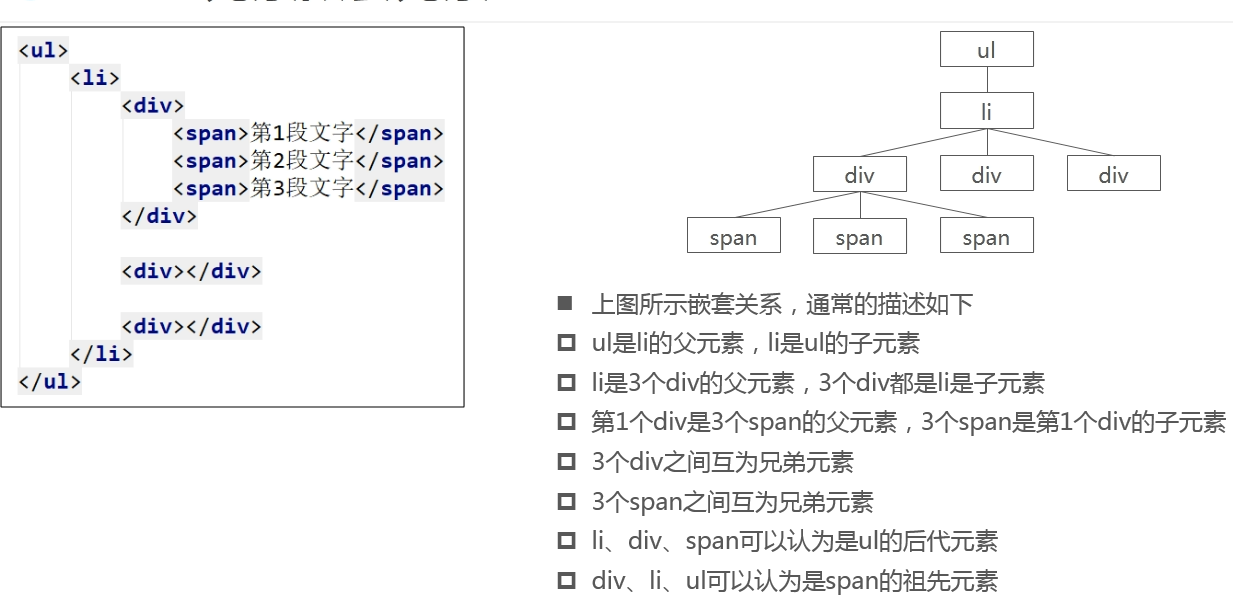 <ul>
<li>
<div>
<span>第1段文字</span>
<span>第2段文字</span>
<span>第3段文字</span>
</div>
<div></div>
<div></div>
</li>
</ul>
ul
li
div div div
span span span
上图所示嵌套关系，通常的描述如下
ul是li的父元素，li是ul的子元素
li是3个div的父元素，3个div都是li是子元素
第1个div是3个span的父元素，3个span是第1个div的子元素
3个div之间互为兄弟元素
3个span之间互为兄弟元素
li、div、span可以认为是ul的后代元素
div、li、ul可以认为是span的祖先元素